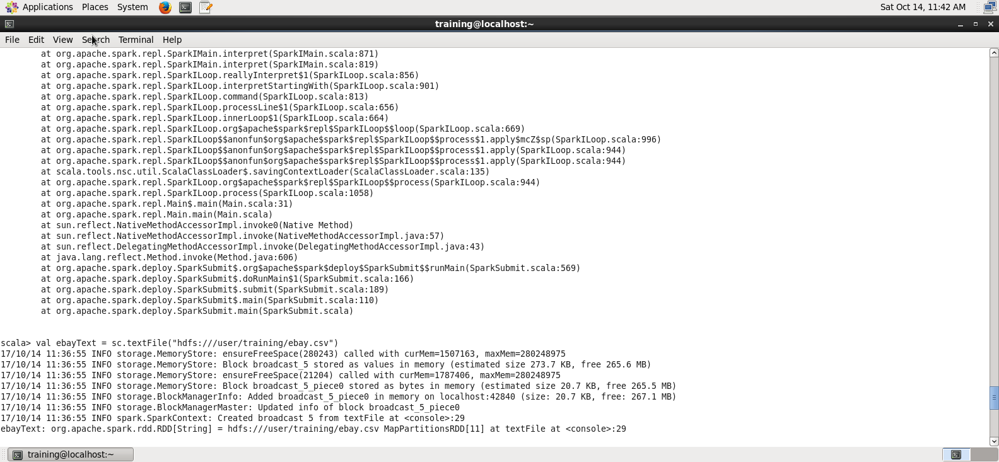 Applications Places System Sat Oct 14, 11:42 AM
training@localhost:~
File Edit View Search Terminal Help
at org.apache.spark.repl.SparkIMain.interpret(SparkIMain.scala:871)
at org.apache.spark.repl.SparkIMain.interpret(SparkIMain.scala:819)
at org.apache.spark.repl.SparkILoop.reallyInterpret$1(SparkILoop.scala:856)
at org.apache.spark.repl.SparkILoop.interpretStartingWith(SparkILoop.scala:901)
at org.apache.spark.repl.SparkILoop.command(SparkILoop.scala:813)
at org.apache.spark.repl.SparkILoop.processLine$1(SparkILoop.scala:656)
at org.apache.spark.repl.SparkILoop.innerLoop$1(SparkILoop.scala:664)
at org.apache.spark.repl.SparkILoop.org$apache$spark$repl$SparkILoop$$loop(SparkILoop.scala:669)
at org.apache.spark.repl.SparkILoop$$anonfun$org$apache$spark$repl$SparkILoop$$process$1.apply$mcZ$sp(SparkILoop.scala:996)
at org.apache.spark.repl.SparkILoop$$anonfun$org$apache$spark$repl$SparkILoop$$process$1.apply(SparkILoop.scala:944)
at org.apache.spark.repl.SparkILoop$$anonfun$org$apache$spark$repl$SparkILoop$$process$1.apply(SparkILoop.scala:944)
at scala.tools.nsc.util.ScalaClassLoader$.savingContextLoader(ScalaClassLoader.scala:135)
at org.apache.spark.repl.SparkILoop.org$apache$spark$repl$SparkILoop$$process(SparkILoop.scala:944)
at org.apache.spark.repl.SparkILoop.process(SparkILoop.scala:1058)
at org.apache.spark.repl.Main$.main(Main.scala:31)
at org.apache.spark.repl.Main.main(Main.scala)
at sun.reflect.NativeMethodAccessorImpl.invoke0(Native Method)
at sun.reflect.NativeMethodAccessorImpl.invoke(NativeMethodAccessorImpl.java:57)
at sun.reflect.DelegatingMethodAccessorImpl.invoke(DelegatingMethodAccessorImpl.java:43)
at java.lang.reflect.Method.invoke(Method.java:606)
at org.apache.spark.deploy.SparkSubmit$.org$apache$spark$deploy$SparkSubmit$$runMain(SparkSubmit.scala:569)
at org.apache.spark.deploy.SparkSubmit$.doRunMain$1(SparkSubmit.scala:166)
at org.apache.spark.deploy.SparkSubmit$.submit(SparkSubmit.scala:189)
at org.apache.spark.deploy.SparkSubmit$.main(SparkSubmit.scala:110)
at org.apache.spark.deploy.SparkSubmit.main(SparkSubmit.scala)
scala> val ebayText = sc.textFile("hdfs:///user/training/ebay.csv")
17/10/14 11:36:55 INFO storage.MemoryStore: ensureFreeSpace(280243) called with curMem=1507163, maxMem=280248975
17/10/14 11:36:55 INFO storage.MemoryStore: Block broadcast_5 stored as values in memory (estimated size 273.7 KB, free 265.6 MB)
17/10/14 11:36:55 INFO storage.MemoryStore: ensureFreeSpace(21204) called with curMem=1787406, maxMem=280248975
17/10/14 11:36:55 INFO storage.MemoryStore: Block broadcast_5_piece0 stored as bytes in memory (estimated size 20.7 KB, free 265.5 MB)
17/10/14 11:36:55 INFO storage.BlockManagerInfo: Added broadcast_5_piece0 in memory on localhost:42840 (size: 20.7 KB, free: 267.1 MB)
17/10/14 11:36:55 INFO storage.BlockManagerMaster: Updated info of block broadcast_5_piece0
17/10/14 11:36:55 INFO spark.SparkContext: Created broadcast 5 from textFile at <console>:29
ebayText: org.apache.spark.rdd.RDD[String] = hdfs:///user/training/ebay.csv MapPartitionsRDD[11] at textFile at <console>:29
training@localhost:~